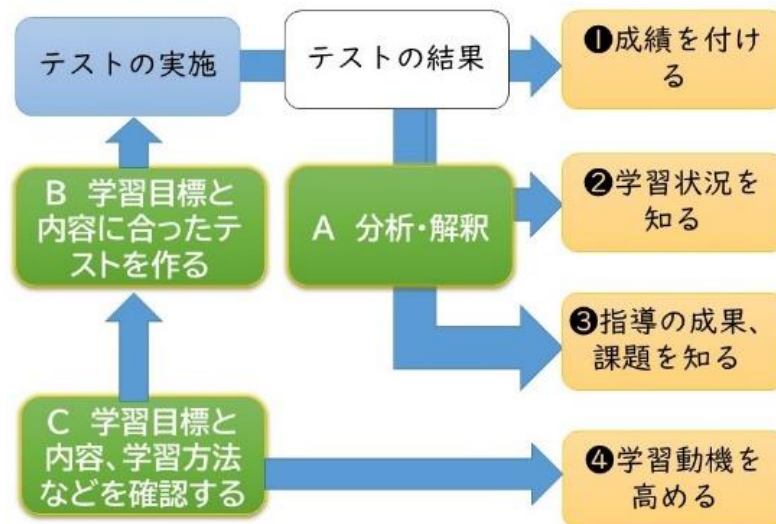 テストの実施
テストの結果
❶成績を付け
る
B 学習目標と
内容に合ったテ
ストを作る
A 分析・解釈
❷学習状況を
知る
❸指導の成果、
課題を知る
C 学習目標と
内容、学習方法
などを確認する
❹学習動機を
高める